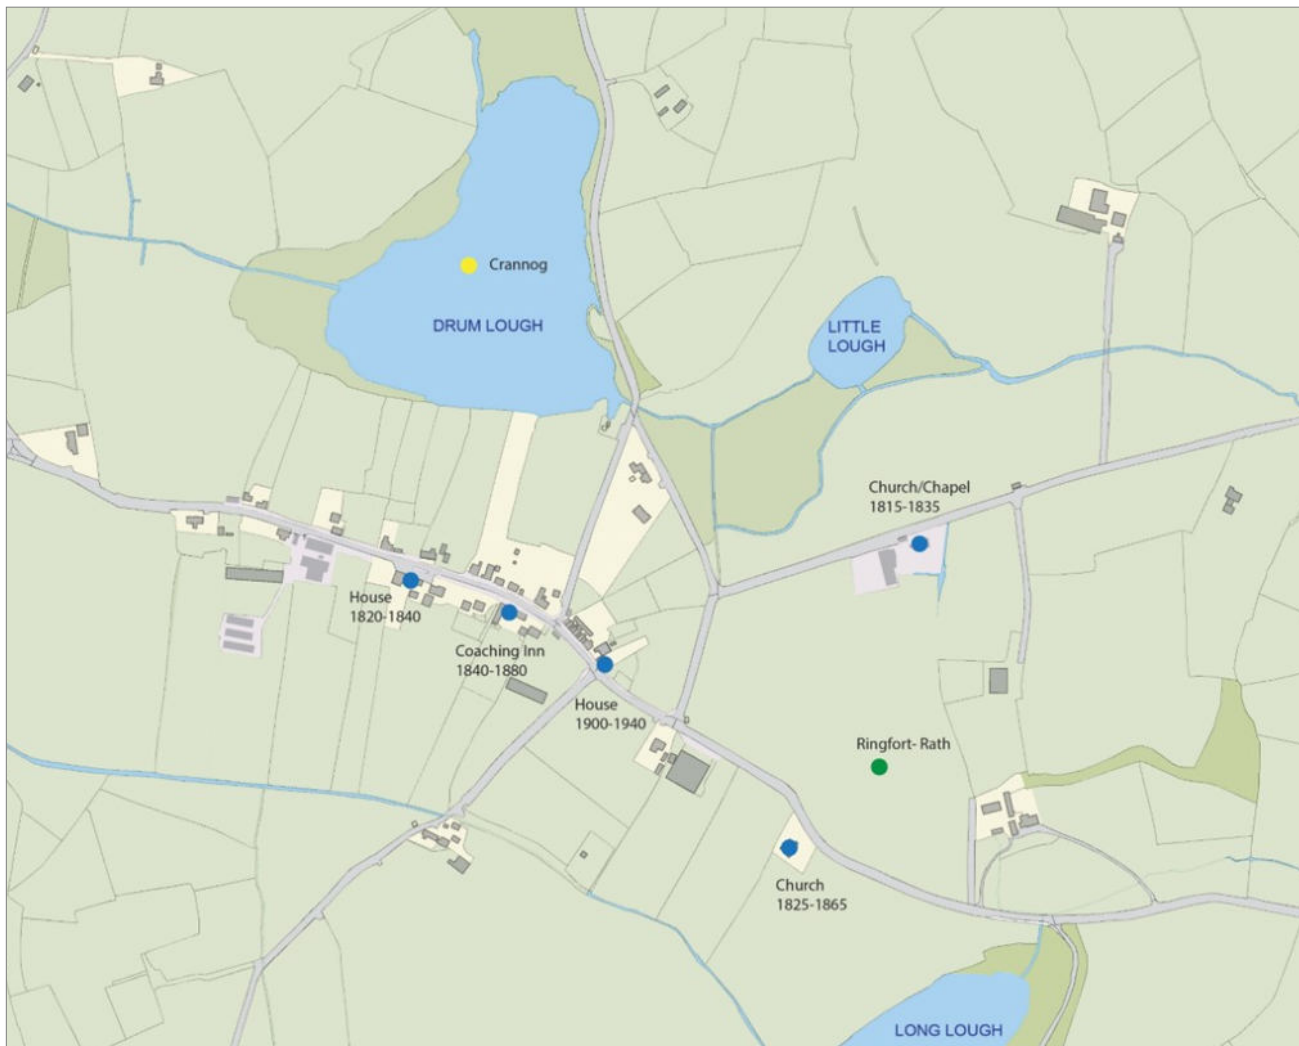 Crannog
DRUM LOUGH
LITTLE
LOUGH
Church/Chapel
1815-1835
House
1820-1840
Coaching Inn
1840-1880
House
1900-1940
Ringfort- Rath
Church
1825-1865
LONG LOUGH